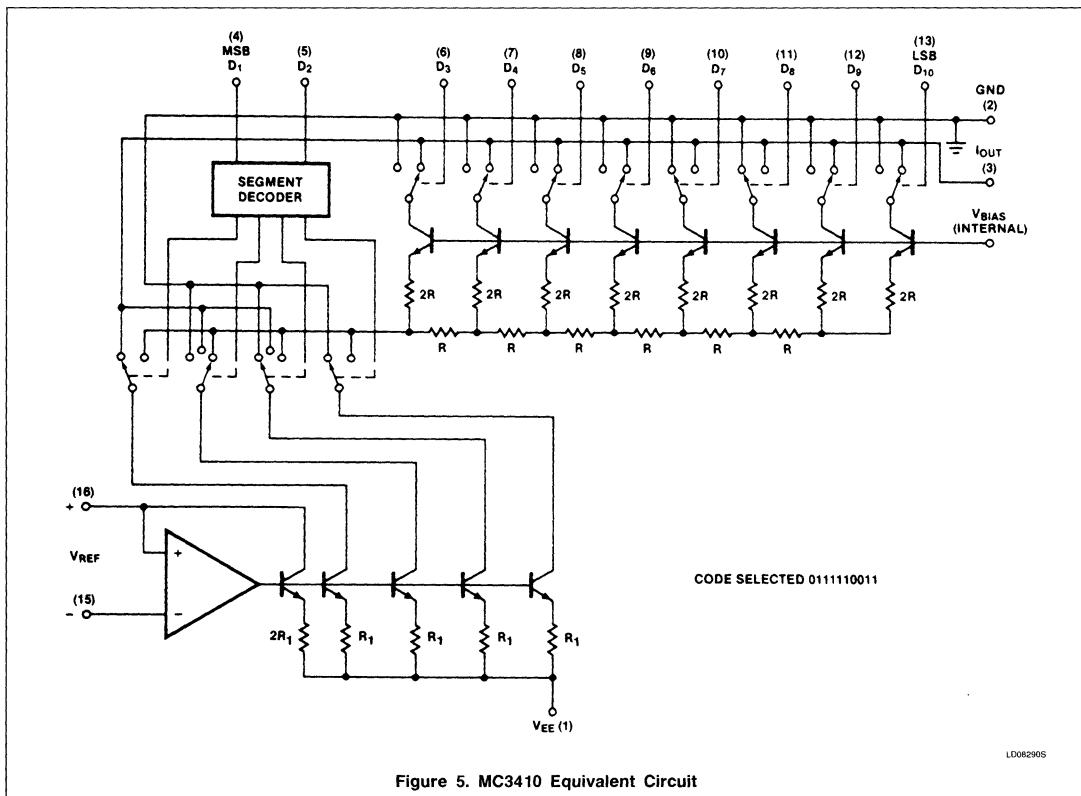 (4) (5) (6) (7) (8) (9) (10) (11) (12) (13)
MSB LSB
D1 D2 D3 D4 D5 D6 D7 D8 D9 D10
GND
(2)
IOUT
(3)
SEGMENT
DECODER
VBIAS
(INTERNAL)
2R 2R 2R 2R 2R 2R 2R 2R
R R R R R R
(16)
+
VREF
(15)
−
+
−
CODE SELECTED 0111110011
2R1 R1 R1 R1 R1
VEE (1)
LD08290S
Figure 5. MC3410 Equivalent Circuit